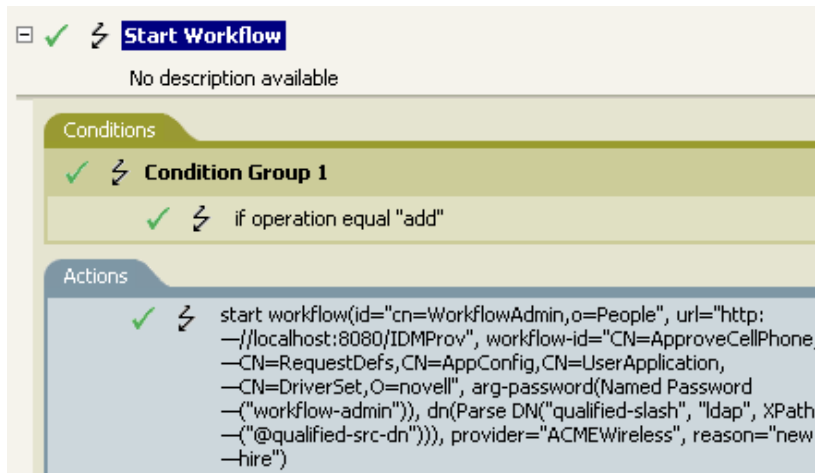 Start Workflow
No description available
Conditions
Condition Group 1
if operation equal "add"
Actions
start workflow(id="cn=WorkflowAdmin,o=People", url="http:
—//localhost:8080/IDMProv", workflow-id="CN=ApproveCellPhone,
—CN=RequestDefs,CN=AppConfig,CN=UserApplication,
—CN=DriverSet,O=novell", arg-password(Named Password
—("workflow-admin")), dn(Parse DN("qualified-slash", "ldap", XPath
—("@qualified-src-dn"))), provider="ACMEWireless", reason="new
—hire")